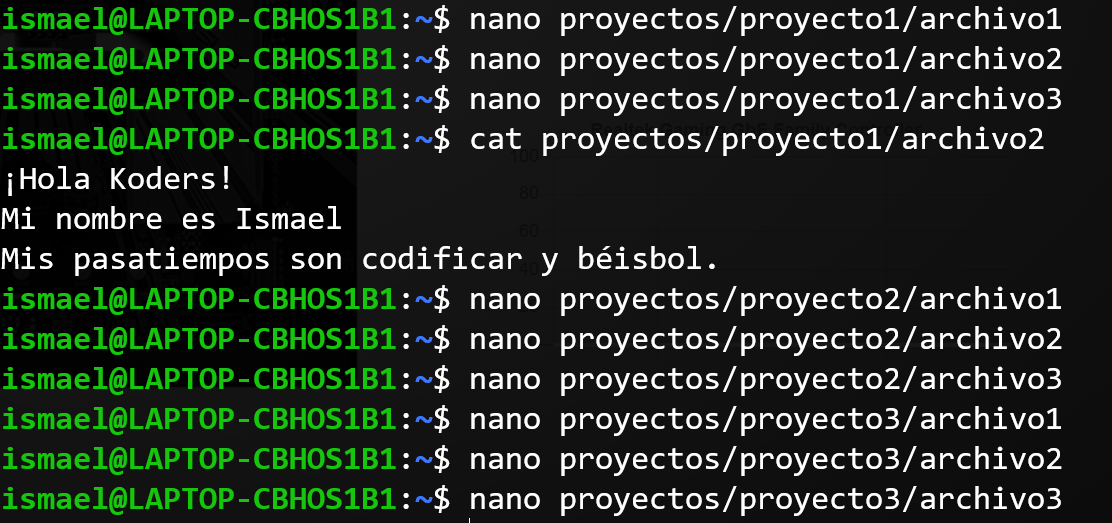 ismael@LAPTOP-CBHOS1B1:~$ nano proyectos/proyecto1/archivo1
ismael@LAPTOP-CBHOS1B1:~$ nano proyectos/proyecto1/archivo2
ismael@LAPTOP-CBHOS1B1:~$ nano proyectos/proyecto1/archivo3
ismael@LAPTOP-CBHOS1B1:~$ cat proyectos/proyecto1/archivo2
¡Hola Koders!
Mi nombre es Ismael
Mis pasatiempos son codificar y béisbol.
ismael@LAPTOP-CBHOS1B1:~$ nano proyectos/proyecto2/archivo1
ismael@LAPTOP-CBHOS1B1:~$ nano proyectos/proyecto2/archivo2
ismael@LAPTOP-CBHOS1B1:~$ nano proyectos/proyecto2/archivo3
ismael@LAPTOP-CBHOS1B1:~$ nano proyectos/proyecto3/archivo1
ismael@LAPTOP-CBHOS1B1:~$ nano proyectos/proyecto3/archivo2
ismael@LAPTOP-CBHOS1B1:~$ nano proyectos/proyecto3/archivo3